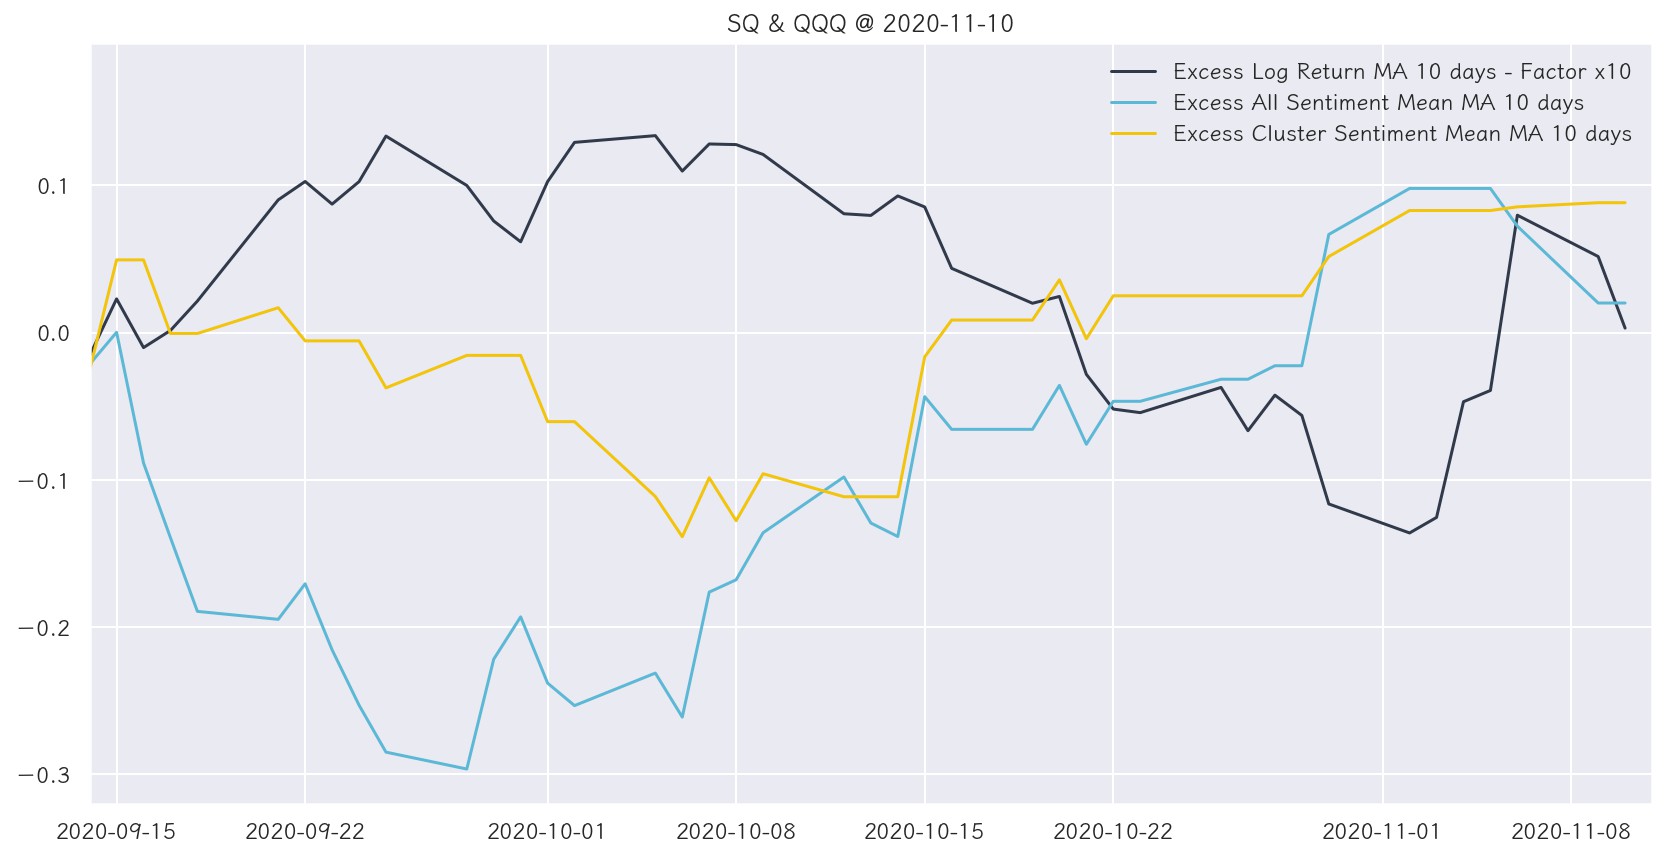 SQ & QQQ @ 2020-11-10
Excess Log Return MA 10 days - Factor x10
Excess All Sentiment Mean MA 10 days
Excess Cluster Sentiment Mean MA 10 days
0.1
0.0
−0.1
−0.2
−0.3
2020-09-15 2020-09-22 2020-10-01 2020-10-08 2020-10-15 2020-10-22 2020-11-01 2020-11-08